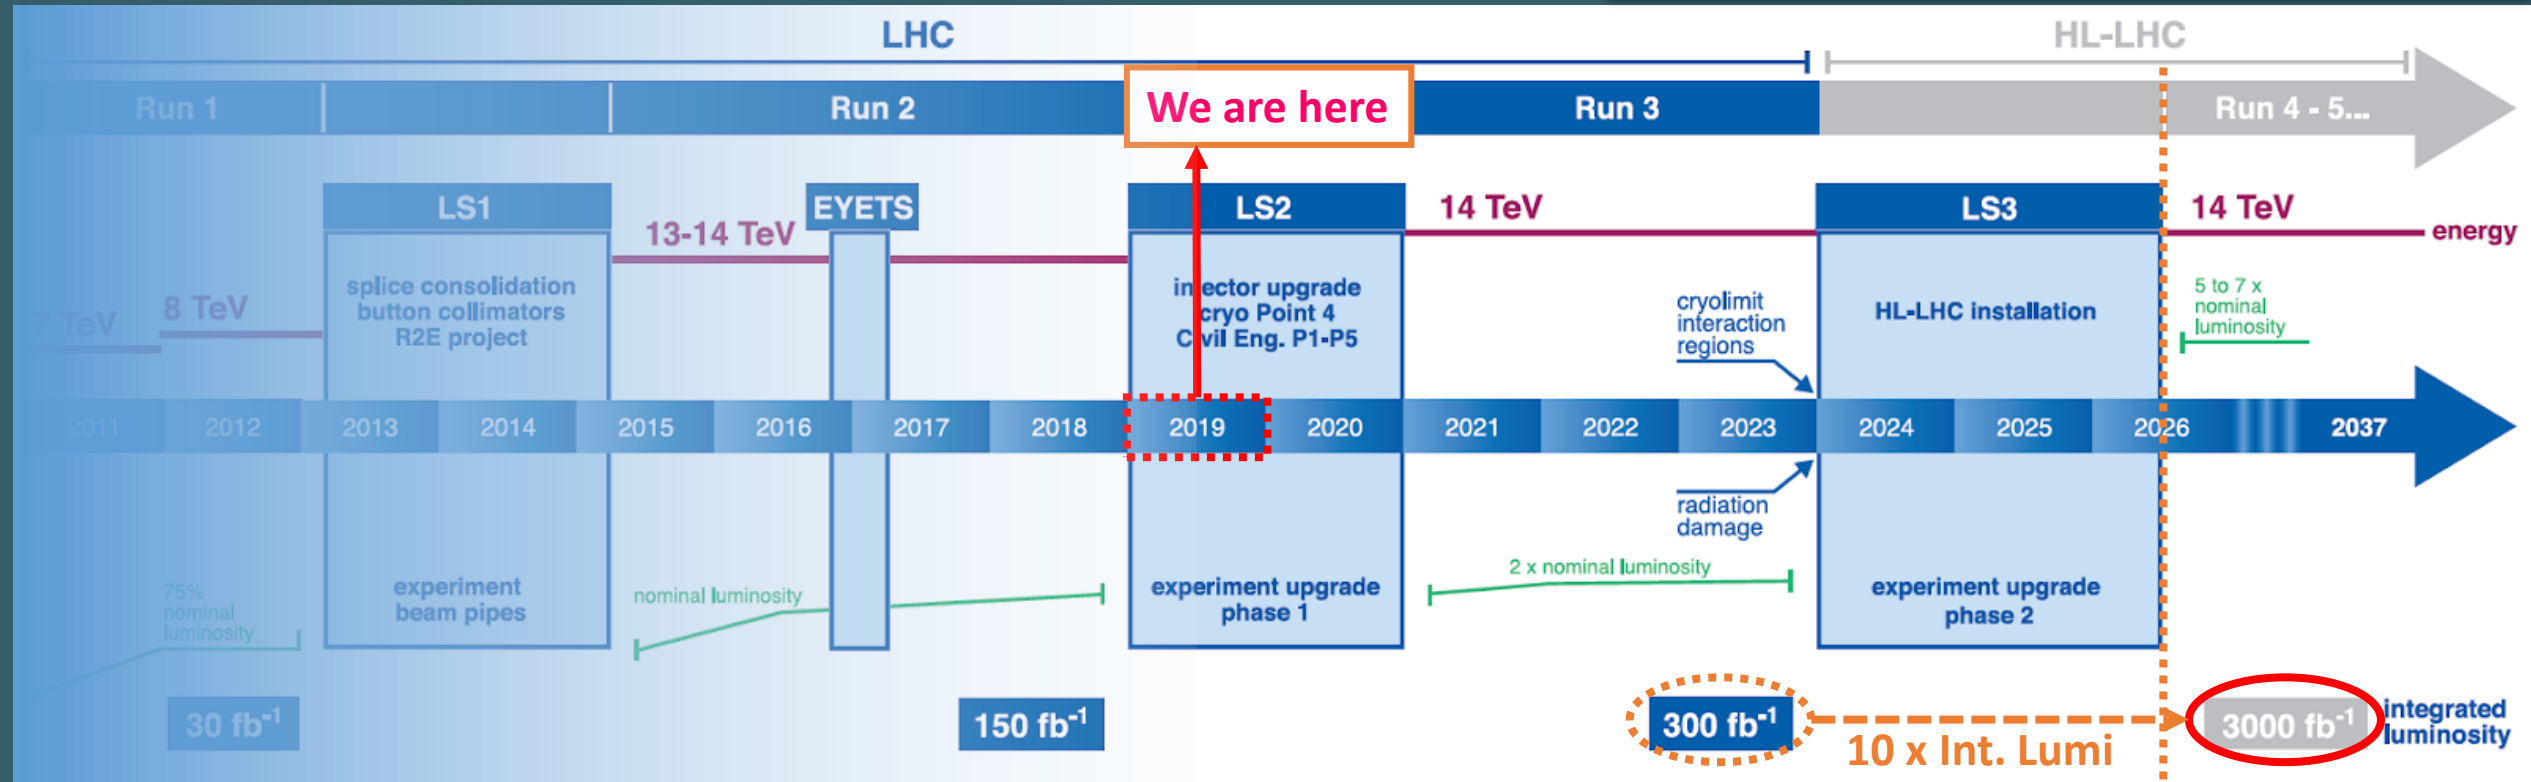 LHC
HL-LHC
Run 1
Run 2
We are here
Run 3
Run 4 - 5...
LS1
EYETS
LS2
14 TeV
LS3
14 TeV
13-14 TeV
energy
7 TeV
8 TeV
splice consolidation
button collimators
R2E project
injector upgrade
cryo Point 4
Civil Eng. P1-P5
cryolimit
interaction
regions
HL-LHC installation
5 to 7 x
nominal
luminosity
2011
2012
2013
2014
2015
2016
2017
2018
2019
2020
2021
2022
2023
2024
2025
2026
2037
radiation
damage
75%
nominal
luminosity
experiment
beam pipes
nominal luminosity
experiment upgrade
phase 1
2 x nominal luminosity
experiment upgrade
phase 2
30 fb⁻¹
150 fb⁻¹
300 fb⁻¹
10 x Int. Lumi
3000 fb⁻¹
integrated
luminosity